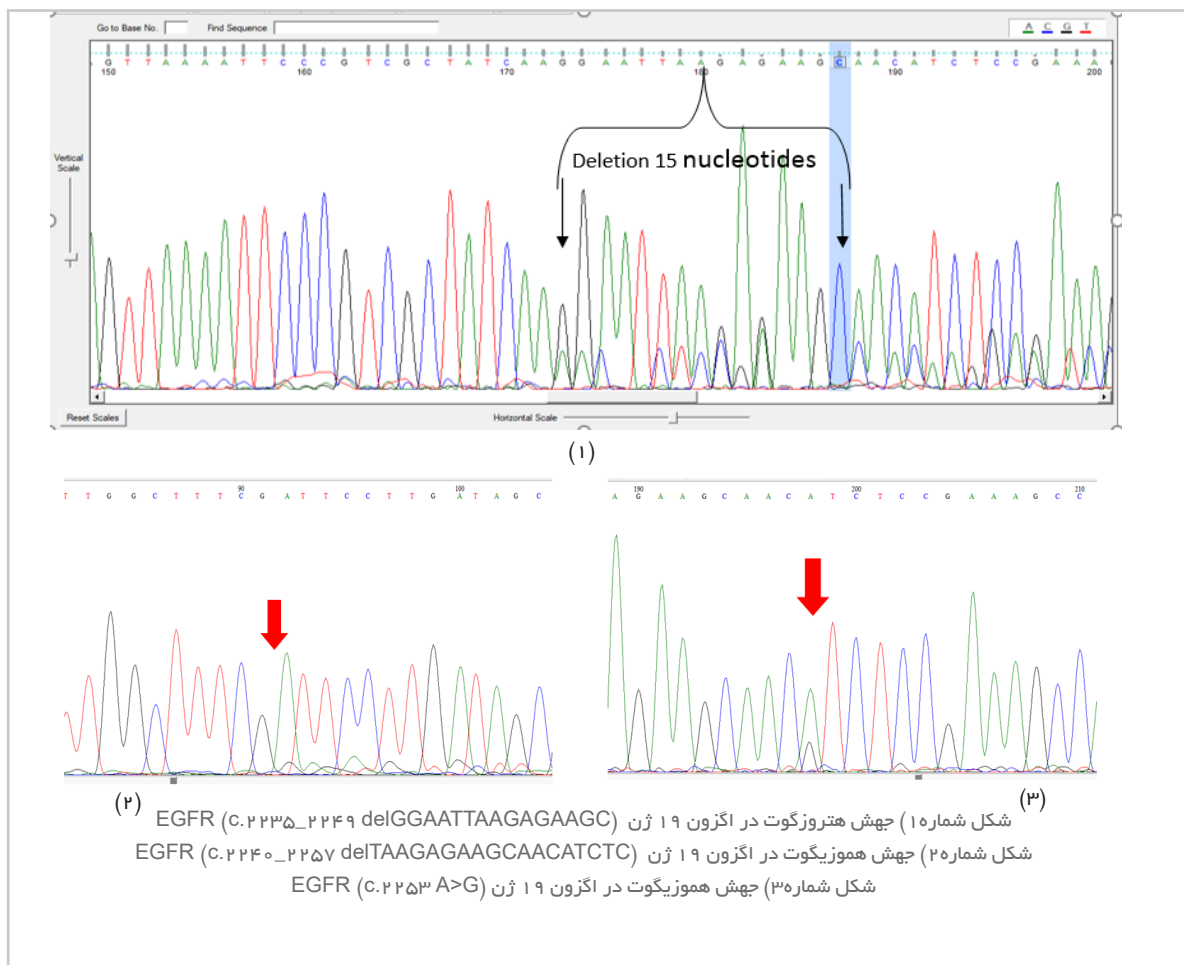 Go to Base No. Find Sequence A C G T
G T T A A A A T T C C C G T C G C T A T C A A G G A A T T A A G A G A A G C A A C A T C T C C G A A A
150 160 170 180 190 200
Vertical Scale
Deletion 15 nucleotides
Reset Scales Horizontal Scale
(۱)
90 100
T T G G C T T T C G A T T C C T T G A T A G C
190 200 210
A G A A G C A A C A T C T C C G A A A G C C
(۲) (۳)
شکل شماره۱) جهش هتروزگوت در اگزون ۱۹ ژن EGFR (c.۲۲۳۵_۲۲۴۹ delGGAATTAAGAGAAGC)
شکل شماره۲) جهش هموزیگوت در اگزون ۱۹ ژن EGFR (c.۲۲۴۰_۲۲۵۷ delTAAGAGAAGCAACATCTC)
شکل شماره۳) جهش هموزیگوت در اگزون ۱۹ ژن EGFR (c.۲۲۵۳ A>G)